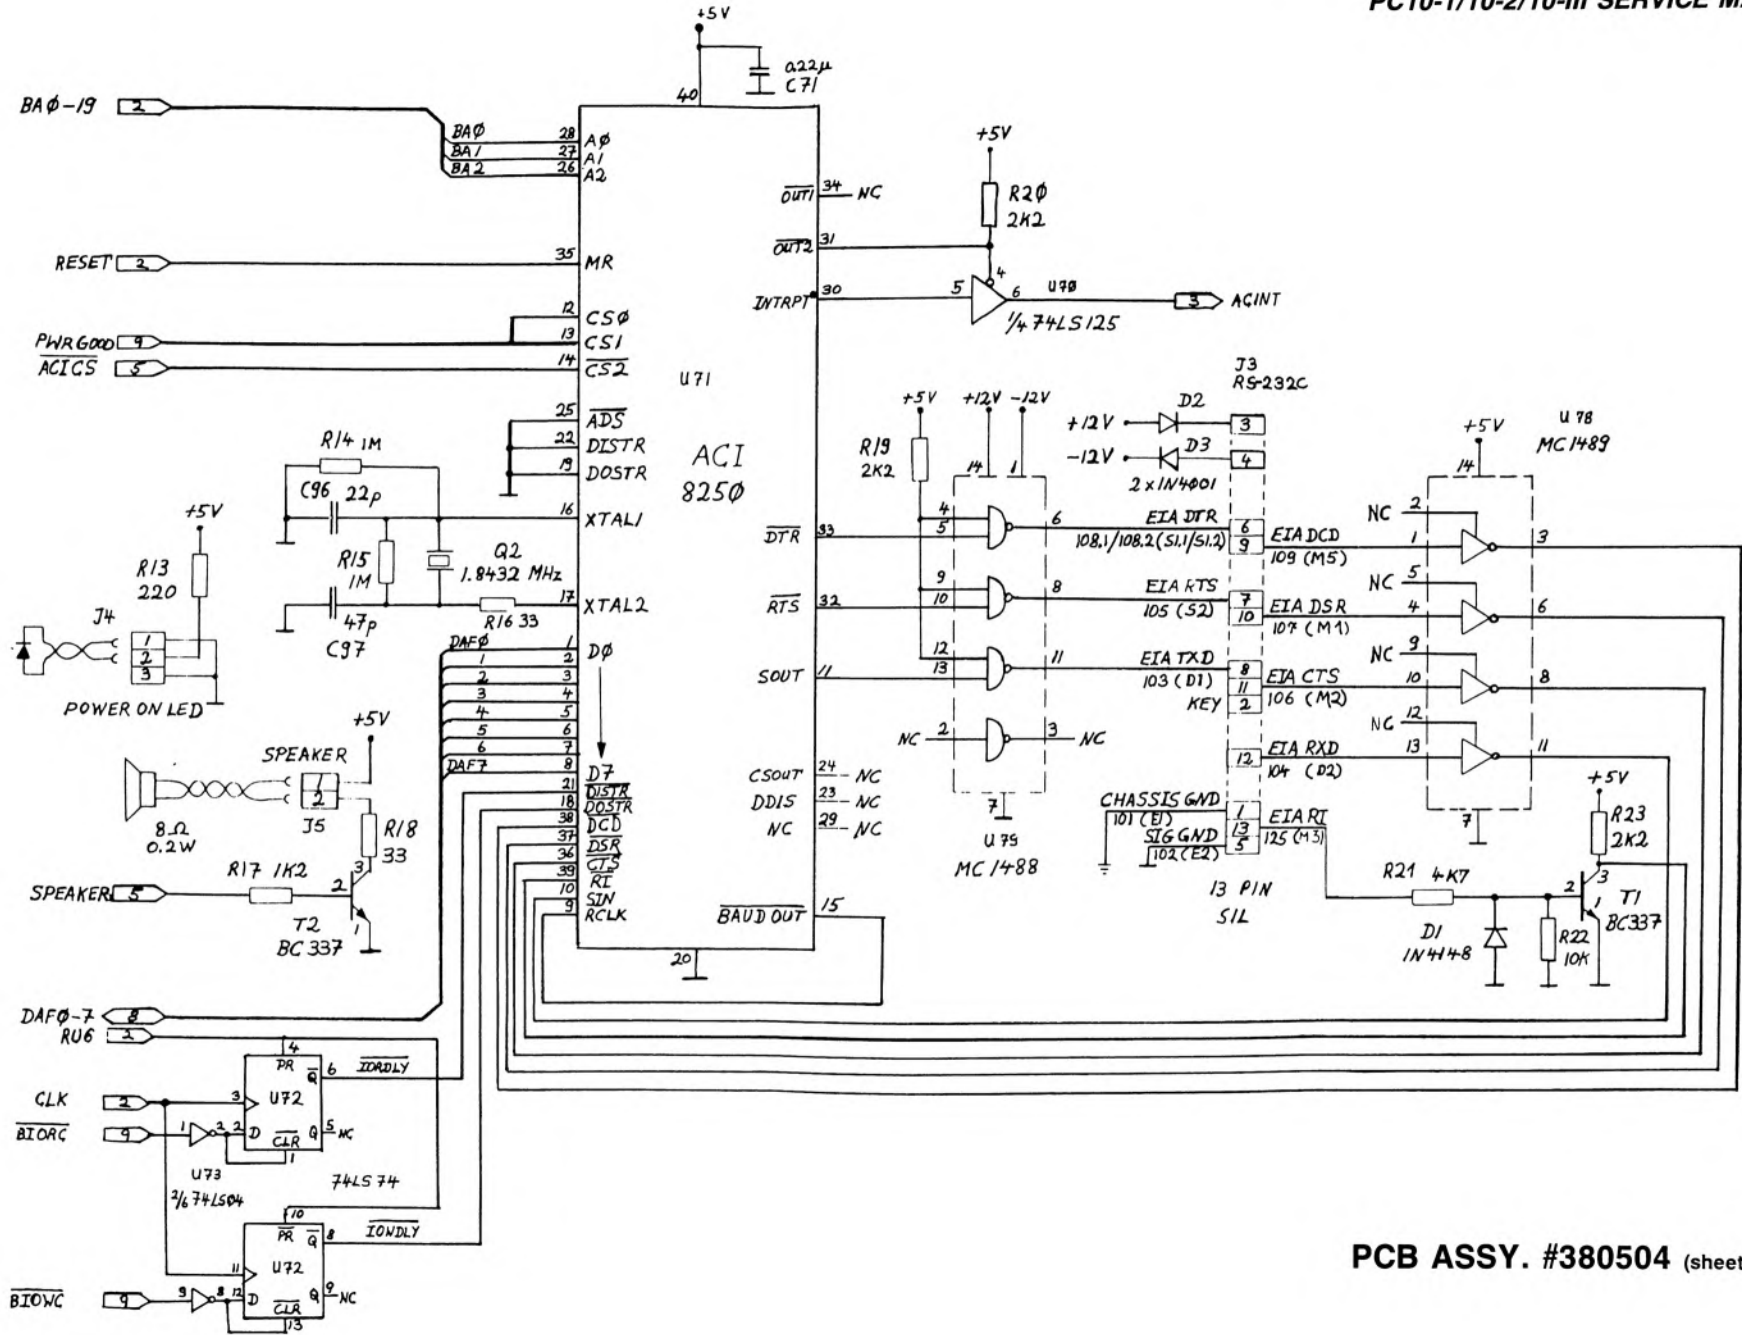 PC10-1/10-2/10-III SERVICE M
+5V
0.22µ
C71
40
BAØ-19 2
BAØ 28 AØ
BA1 27 A1
BA2 26 A2
+5V
R2Ø
2K2
OUT1 34 NC
OUT2 31
RESET 2 35 MR
INTRPT 30 5 4 6 U7Ø 3 ACINT
1/4 74LS125
12 CSØ
PWRGOOD 9 13 CS1
ACICS 5 14 CS2
U71
ACI
825Ø
25 ADS
22 DISTR
19 DOSTR
J3
RS-232C
+5V +12V -12V
+12V D2 3
-12V D3 4
2x1N4001
R19
2K2
14 1
+5V
U78
MC1489
14
R14 1M
C96 22p
16 XTAL1
R15
1M
Q2
1.8432 MHz
17 XTAL2
R16 33
47p
C97
+5V
R13
220
J4
1
2
3
POWER ON LED
DTR 33 4 5 6 EIA DTR 6
108.1/108.2(S1.1/S1.2) 9
EIA DCD
109 (M5)
NC 2
1 3
RTS 32 9 10 8 EIA RTS 7
105 (S2) 10
EIA DSR
107 (M1)
NC 5
4 6
SOUT 11 12 13 11 EIA TXD 8
103 (D1) 11
KEY 2
EIA CTS
106 (M2)
NC 9
10 8
NC 2 3 NC
12 EIA RXD
104 (D2)
NC 12
13 11
7
U79
MC1488
7
CSOUT 24 NC
DDIS 23 NC
NC 29 NC
CHASSIS GND 1
101 (E1)
13 EIA RI
125 (M3)
SIG GND 5
102 (E2)
13 PIN
SIL
+5V
R23
2K2
R21 4K7
2 3 1
T1
BC337
D1
1N4148
R22
10K
DAFØ 1 DØ
1 2
2 3
3 4
4 5
5 6
6 7
DAF7 8 D7
21 DISTR
18 DOSTR
38 DCD
37 DSR
36 CTS
39 RI
10 SIN
9 RCLK
BAUD OUT 15
20
+5V
SPEAKER
1
2
J5
8Ω
0.2W
R18
33
R17 1K2
SPEAKER 5
2 3 1
T2
BC337
DAFØ-7 8
RU6 2
4
PR
Q 6 IORDLY
CLK 2 3 U72
BIORC 9 1 2 2 D Q 5 NC
CLR
1
U73
2/6 74LS04
74LS74
10
PR Q 8 IOWDLY
11 U72
BIOWC 9 9 8 12 D Q 9 NC
CLR
13
PCB ASSY. #380504 (sheet